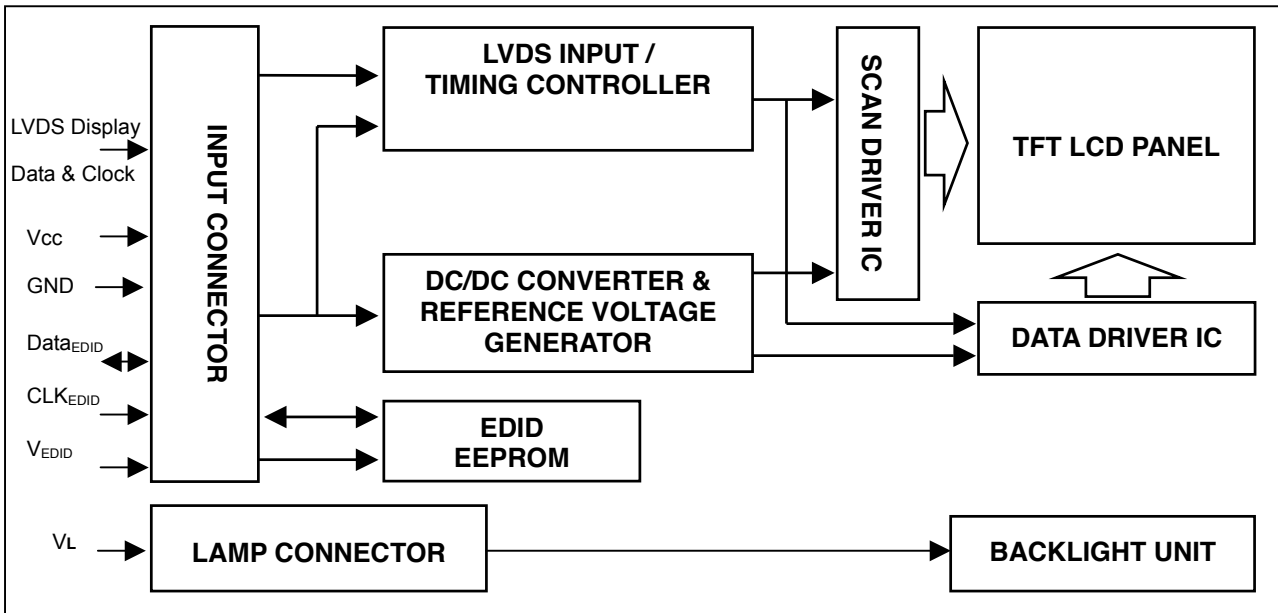 LVDS Display
Data & Clock
Vcc
GND
DataEDID
CLKEDID
VEDID
VL
INPUT CONNECTOR
LVDS INPUT /
TIMING CONTROLLER
DC/DC CONVERTER &
REFERENCE VOLTAGE
GENERATOR
EDID
EEPROM
LAMP CONNECTOR
SCAN DRIVER IC
TFT LCD PANEL
DATA DRIVER IC
BACKLIGHT UNIT